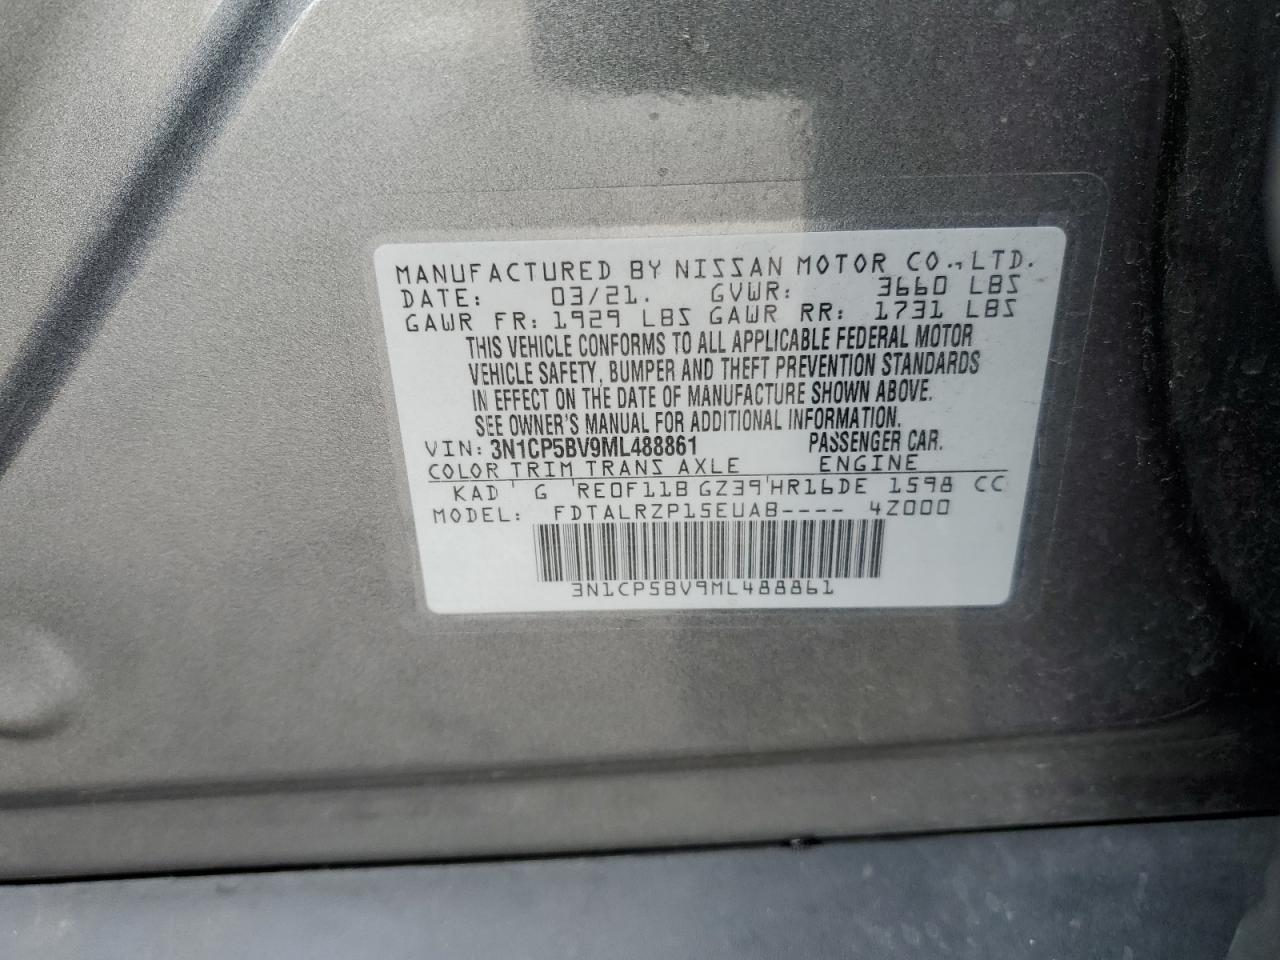 MANUFACTURED BY NISSAN MOTOR CO.,LTD.
DATE: 03/21. GVWR: 3660 LBS
GAWR FR: 1929 LBS GAWR RR: 1731 LBS
THIS VEHICLE CONFORMS TO ALL APPLICABLE FEDERAL MOTOR
VEHICLE SAFETY, BUMPER AND THEFT PREVENTION STANDARDS
IN EFFECT ON THE DATE OF MANUFACTURE SHOWN ABOVE.
SEE OWNER'S MANUAL FOR ADDITIONAL INFORMATION.
VIN: 3N1CP5BV9ML488861 PASSENGER CAR.
COLOR TRIM TRANS AXLE ENGINE
KAD G RE0F11B GZ39 HR16DE 1598 CC
MODEL: FDTALRZP15EUAB---- 4Z000
3N1CP5BV9ML488861